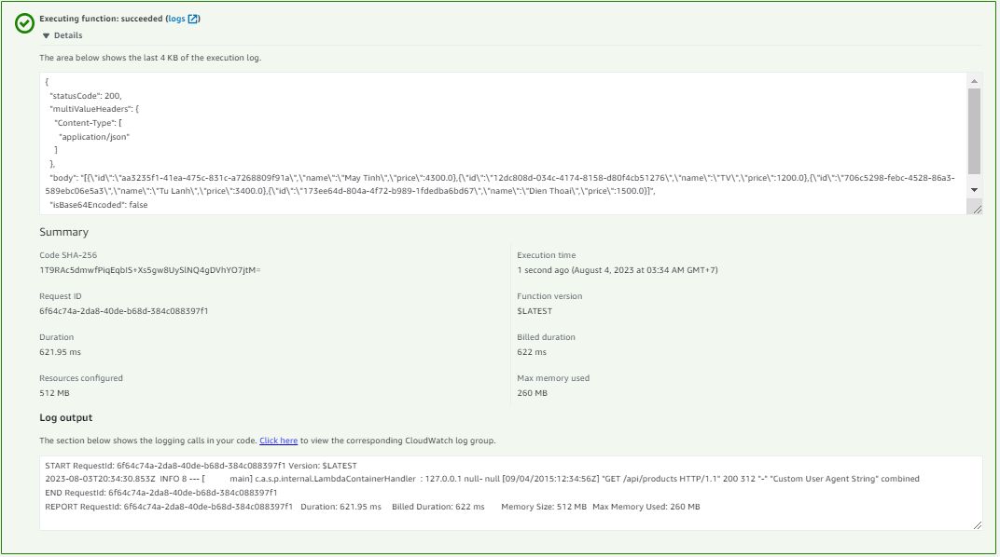 Executing function: succeeded (logs)
▼ Details
The area below shows the last 4 KB of the execution log.
{
"statusCode": 200,
"multiValueHeaders": {
"Content-Type": [
"application/json"
]
},
"body": "[{\"id\":\"aa3235f1-41ea-475c-831c-a7268809f91a\",\"name\":\"May Tinh\",\"price\":4300.0},{\"id\":\"12dc808d-034c-4174-8158-d80f4cb51276\",\"name\":\"TV\",\"price\":1200.0},{\"id\":\"706c5298-febc-4528-86a3-
589ebc06e5a3\",\"name\":\"Tu Lanh\",\"price\":3400.0},{\"id\":\"173ee64d-804a-4f72-b989-1fdedba6bd67\",\"name\":\"Dien Thoai\",\"price\":1500.0}]",
"isBase64Encoded": false
Summary
Code SHA-256
1T9RAc5dmwfPiqEqbIS+Xs5gw8UySlNQ4gDVhYO7jtM=
Execution time
1 second ago (August 4, 2023 at 03:34 AM GMT+7)
Request ID
6f64c74a-2da8-40de-b68d-384c088397f1
Function version
$LATEST
Duration
621.95 ms
Billed duration
622 ms
Resources configured
512 MB
Max memory used
260 MB
Log output
The section below shows the logging calls in your code. Click here to view the corresponding CloudWatch log group.
START RequestId: 6f64c74a-2da8-40de-b68d-384c088397f1 Version: $LATEST
2023-08-03T20:34:30.853Z  INFO 8 --- [           main] c.a.s.p.internal.LambdaContainerHandler  : 127.0.0.1 null- null [09/04/2015:12:34:56Z] "GET /api/products HTTP/1.1" 200 312 "-" "Custom User Agent String" combined
END RequestId: 6f64c74a-2da8-40de-b68d-384c088397f1
REPORT RequestId: 6f64c74a-2da8-40de-b68d-384c088397f1   Duration: 621.95 ms   Billed Duration: 622 ms   Memory Size: 512 MB   Max Memory Used: 260 MB